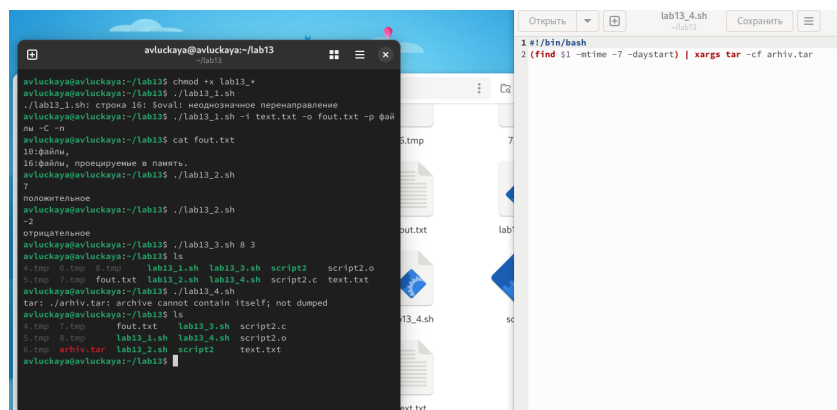 avluckaya@avluckaya:~/lab13
~/lab13
avluckaya@avluckaya:~/lab13$ chmod +x lab13_*
avluckaya@avluckaya:~/lab13$ ./lab13_1.sh
./lab13_1.sh: строка 16: $oval: неоднозначное перенаправление
avluckaya@avluckaya:~/lab13$ ./lab13_1.sh -i text.txt -o fout.txt -p фай
лы -C -n
avluckaya@avluckaya:~/lab13$ cat fout.txt
10:файлы,
16:файлы, проецируемые в память.
avluckaya@avluckaya:~/lab13$ ./lab13_2.sh
7
положительное
avluckaya@avluckaya:~/lab13$ ./lab13_2.sh
-2
отрицательное
avluckaya@avluckaya:~/lab13$ ./lab13_3.sh 8 3
avluckaya@avluckaya:~/lab13$ ls
4.tmp 6.tmp 8.tmp lab13_1.sh lab13_3.sh script2 script2.o
5.tmp 7.tmp fout.txt lab13_2.sh lab13_4.sh script2.c text.txt
avluckaya@avluckaya:~/lab13$ ./lab13_4.sh
tar: ./arhiv.tar: archive cannot contain itself; not dumped
avluckaya@avluckaya:~/lab13$ ls
4.tmp 7.tmp fout.txt lab13_3.sh script2.c
5.tmp 8.tmp lab13_1.sh lab13_4.sh script2.o
6.tmp arhiv.tar lab13_2.sh script2 text.txt
avluckaya@avluckaya:~/lab13$
5.tmp
7.
out.txt
lab1
13_4.sh
sc
ext.txt
Открыть
lab13_4.sh
~/lab13
Сохранить
1 #!/bin/bash
2 (find $1 -mtime -7 -daystart) | xargs tar -cf arhiv.tar